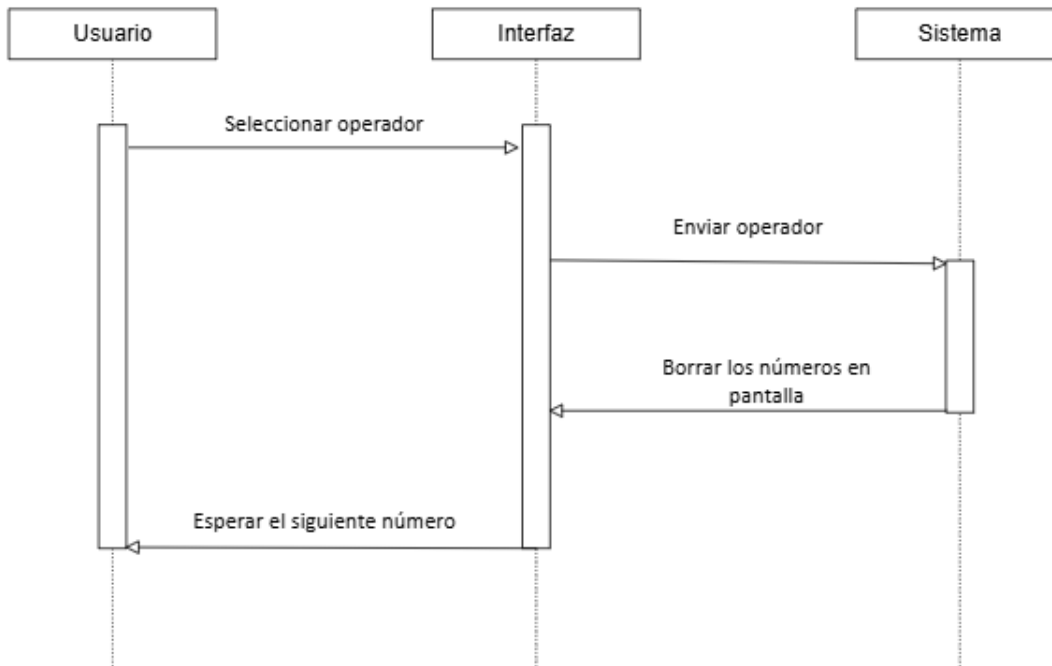 Usuario
Interfaz
Sistema
Seleccionar operador
Enviar operador
Borrar los números en
pantalla
Esperar el siguiente número